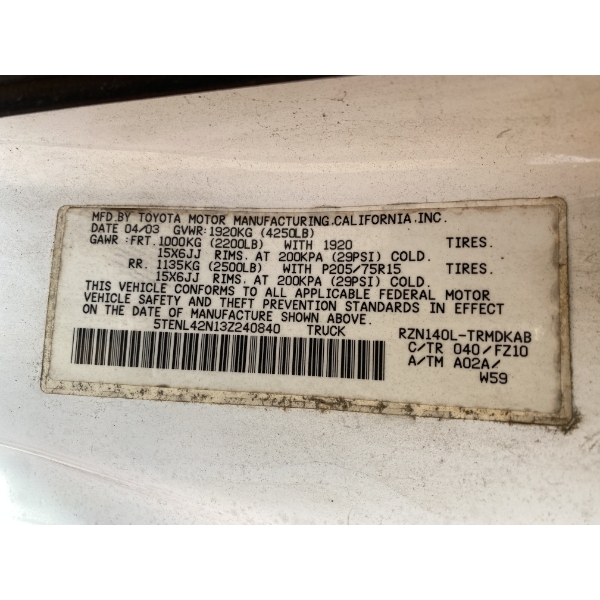 MFD.BY TOYOTA MOTOR MANUFACTURING,CALIFORNIA,INC.
DATE 04/03 GVWR:1920KG (4250LB)
GAWR : FRT. 1000KG (2200LB) WITH 1920 TIRES.
15X6JJ RIMS. AT 200KPA (29PSI) COLD.
RR. 1135KG (2500LB) WITH P205/75R15 TIRES.
15X6JJ RIMS. AT 200KPA (29PSI) COLD.
THIS VEHICLE CONFORMS TO ALL APPLICABLE FEDERAL MOTOR
VEHICLE SAFETY AND THEFT PREVENTION STANDARDS IN EFFECT
ON THE DATE OF MANUFACTURE SHOWN ABOVE.
5TENL42N13Z240840 TRUCK RZN140L-TRMDKAB
C/TR 040/FZ10
A/TM A02A/
W59